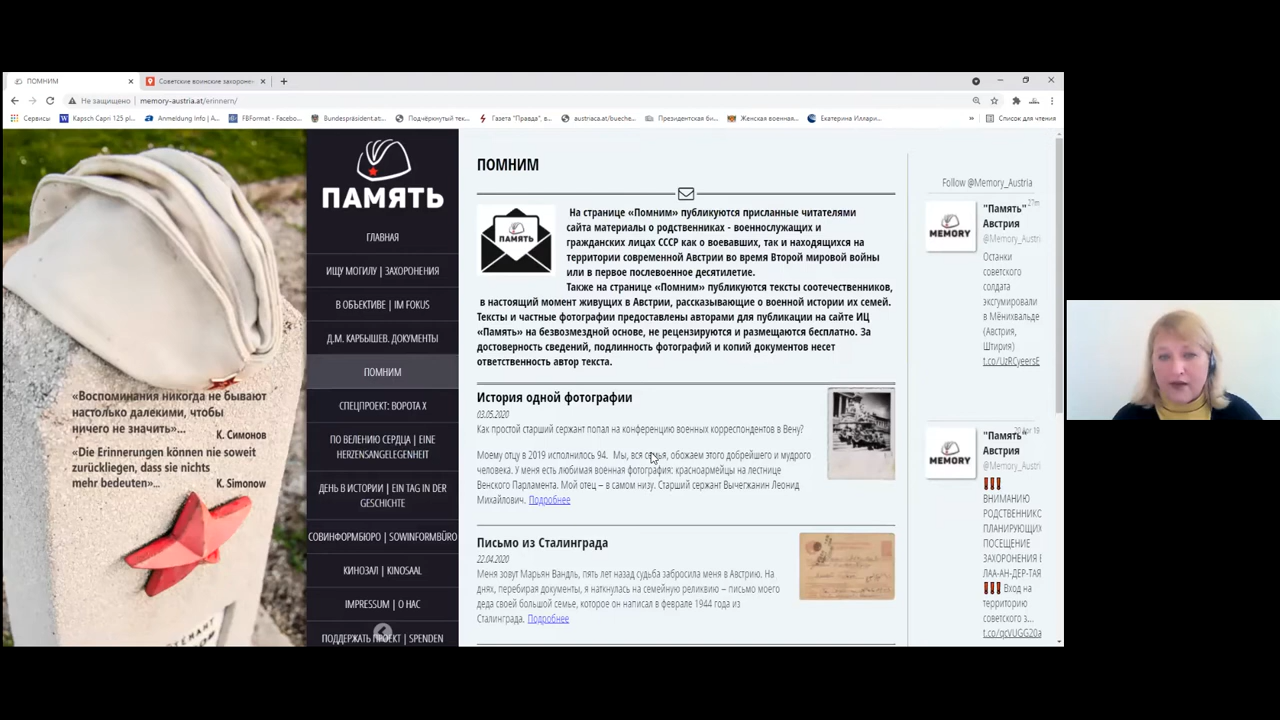 ПОМНИМ
Советские воинские захороне
Не защищено
memory-austria.at/erinnern/
Сервисы
Kapsch Capri 125 pl...
Anmeldung Info | A...
FBFormat - Facebo...
Bundespräsident.at:...
Подчёркнутый тек...
Газета "Правда", в...
austriaca.at/bueche...
Президентская би...
Женская военная...
Екатерина Иллари...
»
Список для чтения
«Воспоминания никогда не бывают
настолько далекими, чтобы
ничего не значить»...
К. Симонов
«Die Erinnerungen können nie soweit
zurückliegen, dass sie nichts
mehr bedeuten»...
K. Simonow
ПАМЯТЬ
ГЛАВНАЯ
ИЩУ МОГИЛУ | ЗАХОРОНЕНИЯ
В ОБЪЕКТИВЕ | IM FOKUS
Д.М. КАРБЫШЕВ. ДОКУМЕНТЫ
ПОМНИМ
СПЕЦПРОЕКТ: ВОРОТА X
ПО ВЕЛЕНИЮ СЕРДЦА | EINE
HERZENSANGELEGENHEIT
ДЕНЬ В ИСТОРИИ | EIN TAG IN DER
GESCHICHTE
СОВИНФОРМБЮРО | SOWINFORMBÜRO
КИНОЗАЛ | KINOSAAL
IMPRESSUM | О НАС
ПОДДЕРЖАТЬ ПРОЕКТ | SPENDEN
ПОМНИМ
ПАМЯТЬ
На странице «Помним» публикуются присланные читателями
сайта материалы о родственниках - военнослужащих и
гражданских лицах СССР как о воевавших, так и находящихся на
территории современной Австрии во время Второй мировой войны
или в первое послевоенное десятилетие.
Также на странице «Помним» публикуются тексты соотечественников,
в настоящий момент живущих в Австрии, рассказывающие о военной истории их семей.
Тексты и частные фотографии предоставлены авторами для публикации на сайте ИЦ
«Память» на безвозмездной основе, не рецензируются и размещаются бесплатно. За
достоверность сведений, подлинность фотографий и копий документов несет
ответственность автор текста.
История одной фотографии
03.05.2020
Как простой старший сержант попал на конференцию военных корреспондентов в Вену?
Моему отцу в 2019 исполнилось 94. Мы, вся семья, обожаем этого добрейшего и мудрого
человека. У меня есть любимая военная фотография: красноармейцы на лестнице
Венского Парламента. Мой отец – в самом низу. Старший сержант Вычегжанин Леонид
Михайлович. Подробнее
Письмо из Сталинграда
22.04.2020
Меня зовут Марьян Вандль, пять лет назад судьба забросила меня в Австрию. На
днях, перебирая документы, я наткнулась на семейную реликвию – письмо моего
деда своей большой семье, которое он написал в феврале 1944 года из
Сталинграда. Подробнее
Follow @Memory_Austria
MEMORY
"Память"
27m
Австрия
@Memory_Austri
Останки
советского
солдата
эксгумировали
в Мёнихвальде
(Австрия,
Штирия)
t.co/UzRCyeersE
MEMORY
"Память"
Австрия
@Memory_Austri
ВНИМАНИЮ
РОДСТВЕННИКО
ПЛАНИРУЮЩИХ
ПОСЕЩЕНИЕ
ЗАХОРОНЕНИЯ В
ЛАА-АН-ДЕР-ТАЯ
Вход на
территорию
советского з...
t.co/qcVUGG20a